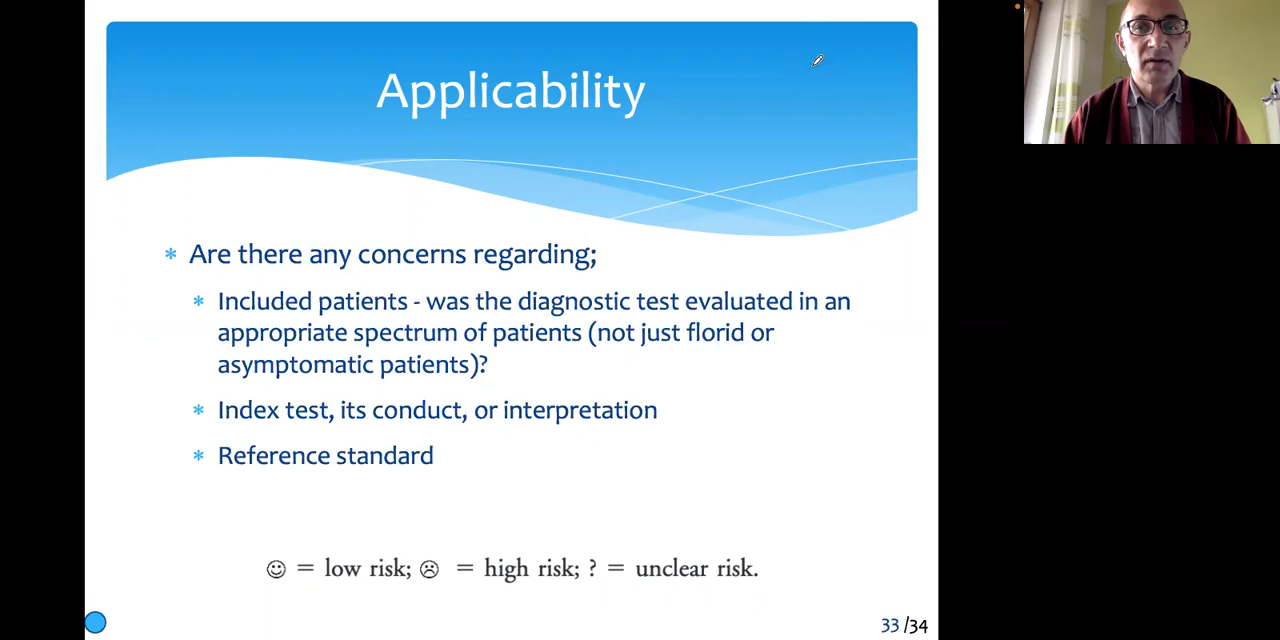 Applicability
* Are there any concerns regarding;
* Included patients - was the diagnostic test evaluated in an
appropriate spectrum of patients (not just florid or
asymptomatic patients)?
* Index test, its conduct, or interpretation
* Reference standard
☺ = low risk; ☹ = high risk; ? = unclear risk.
33 /34